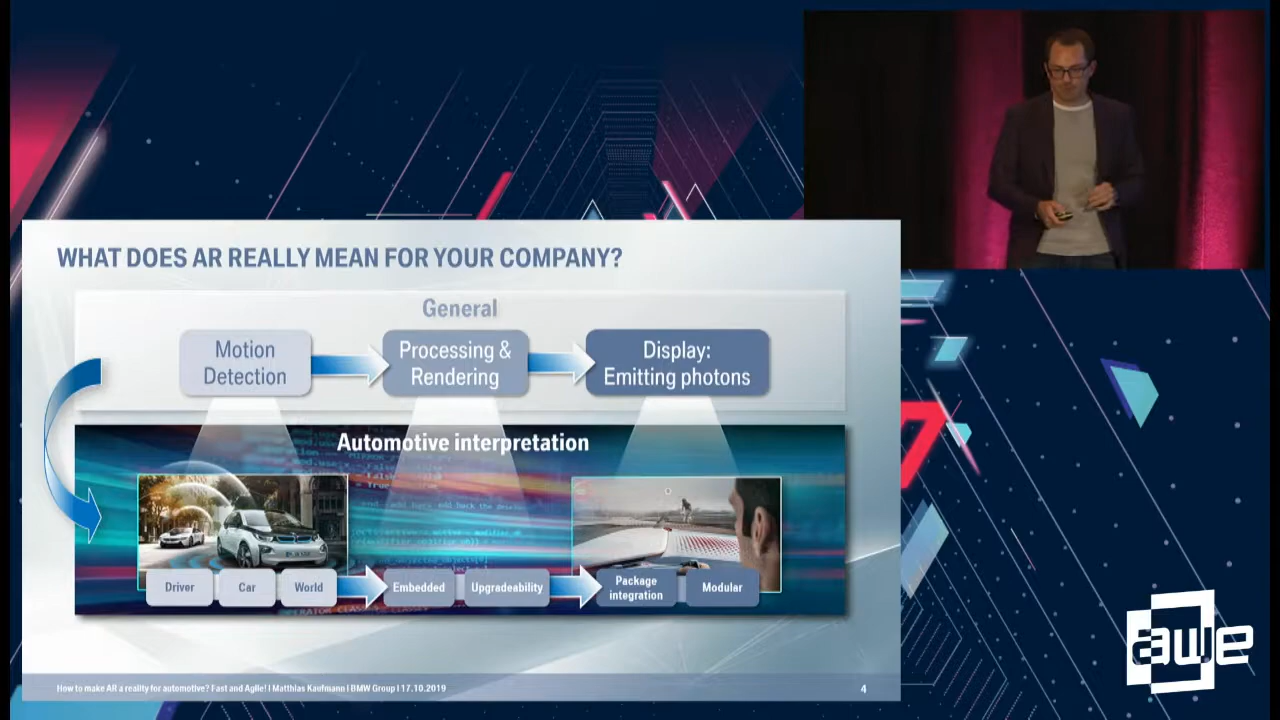 WHAT DOES AR REALLY MEAN FOR YOUR COMPANY?
General
Motion
Detection
Processing &
Rendering
Display:
Emitting photons
Automotive interpretation
Driver
Car
World
Embedded
Upgradeability
Package
integration
Modular
How to make AR a reality for automotive? Fast and Agile! I Matthias Kaufmann I BMW Group I 17.10.2019
4
awe